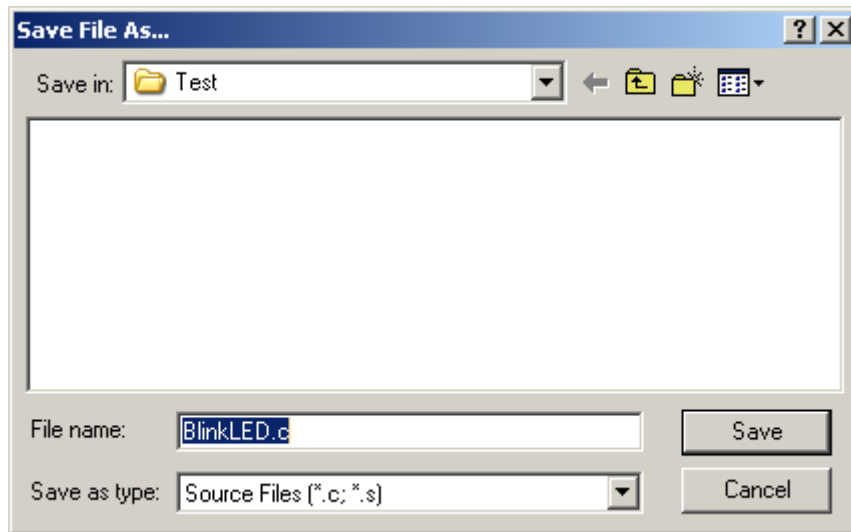 Save File As...
Save in: Test
File name: BlinkLED.c Save
Save as type: Source Files (*.c; *.s) Cancel